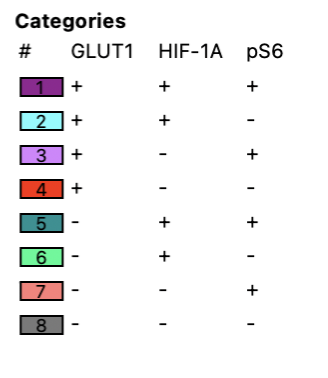 Categories
# GLUT1 HIF-1A pS6
1 + + +
2 + + -
3 + - +
4 + - -
5 - + +
6 - + -
7 - - +
8 - - -